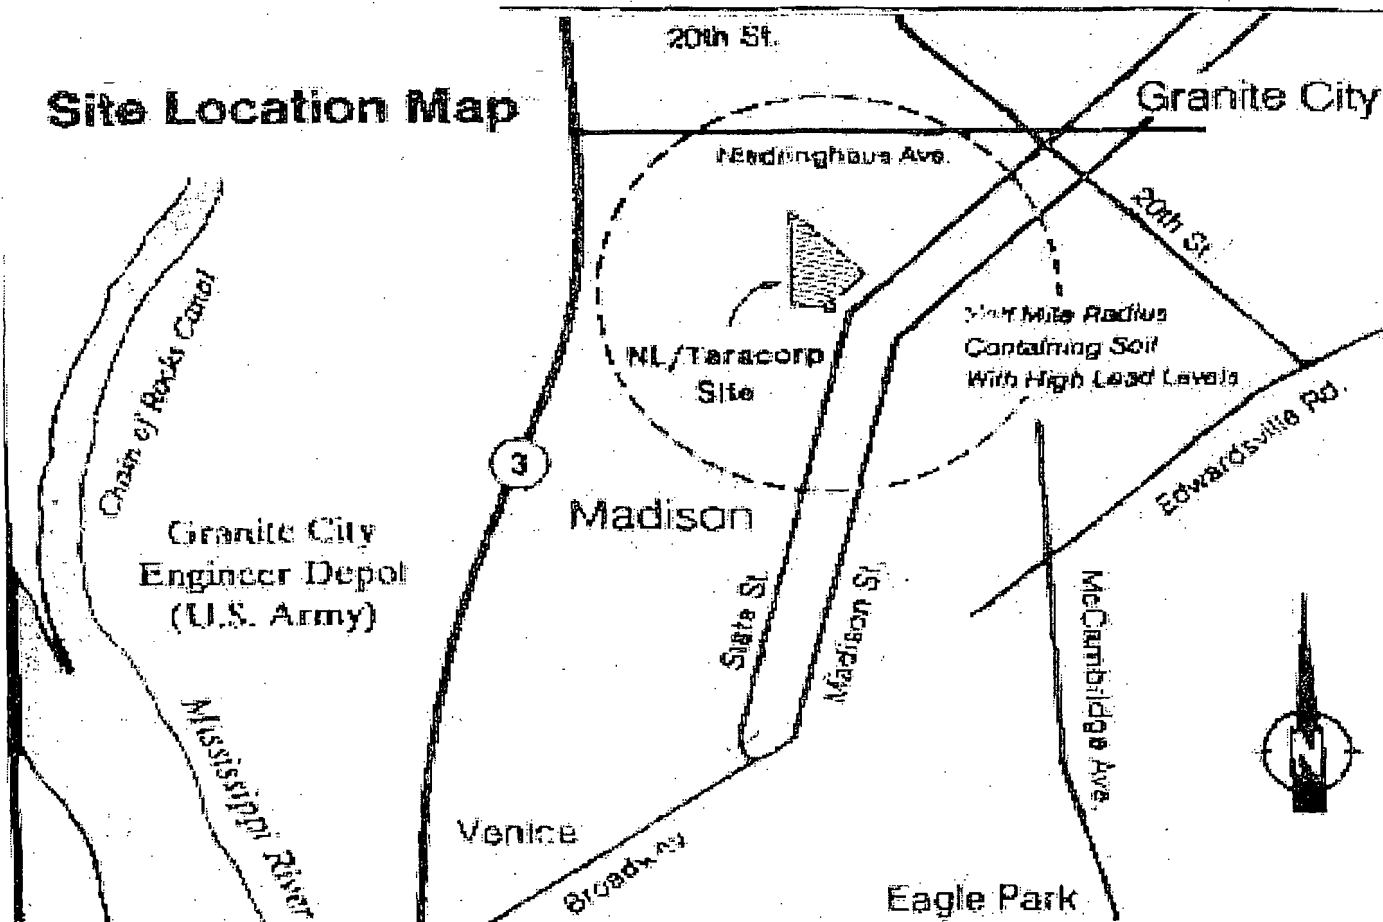 20th St.
Site Location Map
Granite City
Niedringhaus Ave.
20th St.
Chain of Rocks Canal
Half Mile Radius
Containing Soil
With High Lead Levels
NL/Taracorp
Site
Edwardsville Rd.
3
Madison
Granite City
Engineer Depot
(U.S. Army)
State St.
Madison St.
McCambridge Ave.
Mississippi River
N
Venice
Broadway
Eagle Park